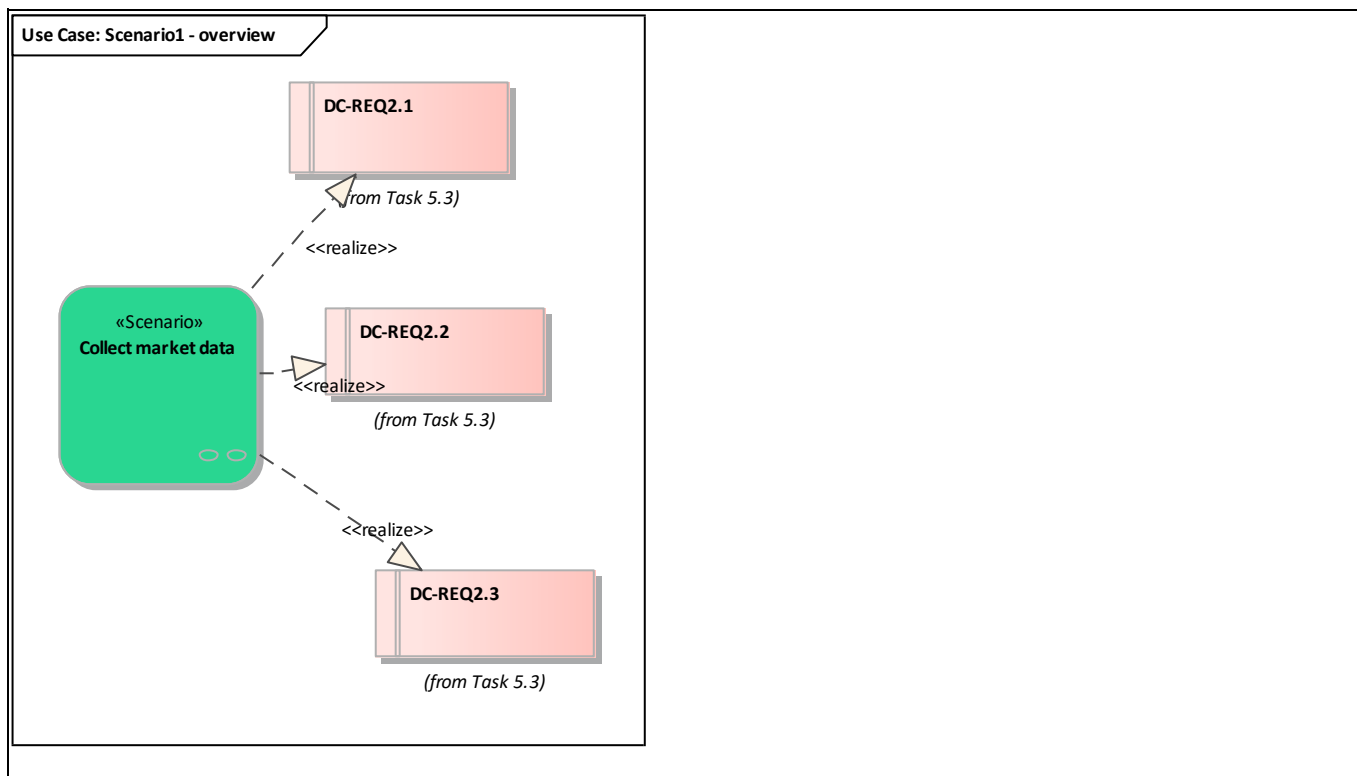 Use Case: Scenario1 - overview
DC-REQ2.1
(from Task 5.3)
<<realize>>
«Scenario»
Collect market data
DC-REQ2.2
<<realize>>
(from Task 5.3)
<<realize>>
DC-REQ2.3
(from Task 5.3)